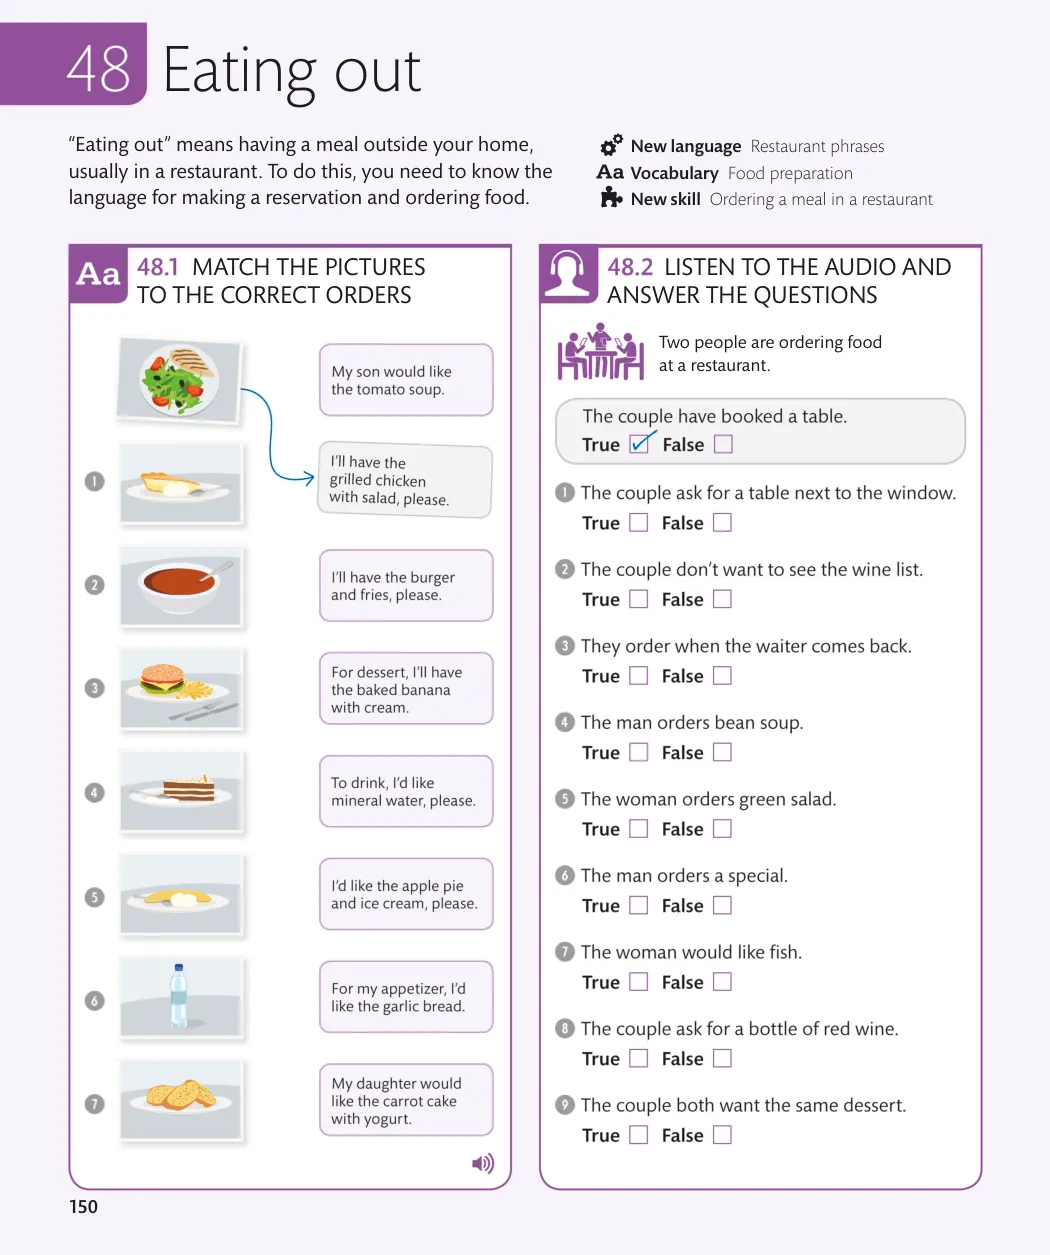 48 Eating out
“Eating out” means having a meal outside your home,
usually in a restaurant. To do this, you need to know the
language for making a reservation and ordering food.
New language Restaurant phrases
Aa Vocabulary Food preparation
New skill Ordering a meal in a restaurant
Aa 48.1 MATCH THE PICTURES
TO THE CORRECT ORDERS
My son would like
the tomato soup.
1
I’ll have the
grilled chicken
with salad, please.
2
I’ll have the burger
and fries, please.
3
For dessert, I’ll have
the baked banana
with cream.
4
To drink, I’d like
mineral water, please.
5
I’d like the apple pie
and ice cream, please.
6
For my appetizer, I’d
like the garlic bread.
7
My daughter would
like the carrot cake
with yogurt.
48.2 LISTEN TO THE AUDIO AND
ANSWER THE QUESTIONS
Two people are ordering food
at a restaurant.
The couple have booked a table.
True False
1 The couple ask for a table next to the window.
True False
2 The couple don’t want to see the wine list.
True False
3 They order when the waiter comes back.
True False
4 The man orders bean soup.
True False
5 The woman orders green salad.
True False
6 The man orders a special.
True False
7 The woman would like fish.
True False
8 The couple ask for a bottle of red wine.
True False
9 The couple both want the same dessert.
True False
150